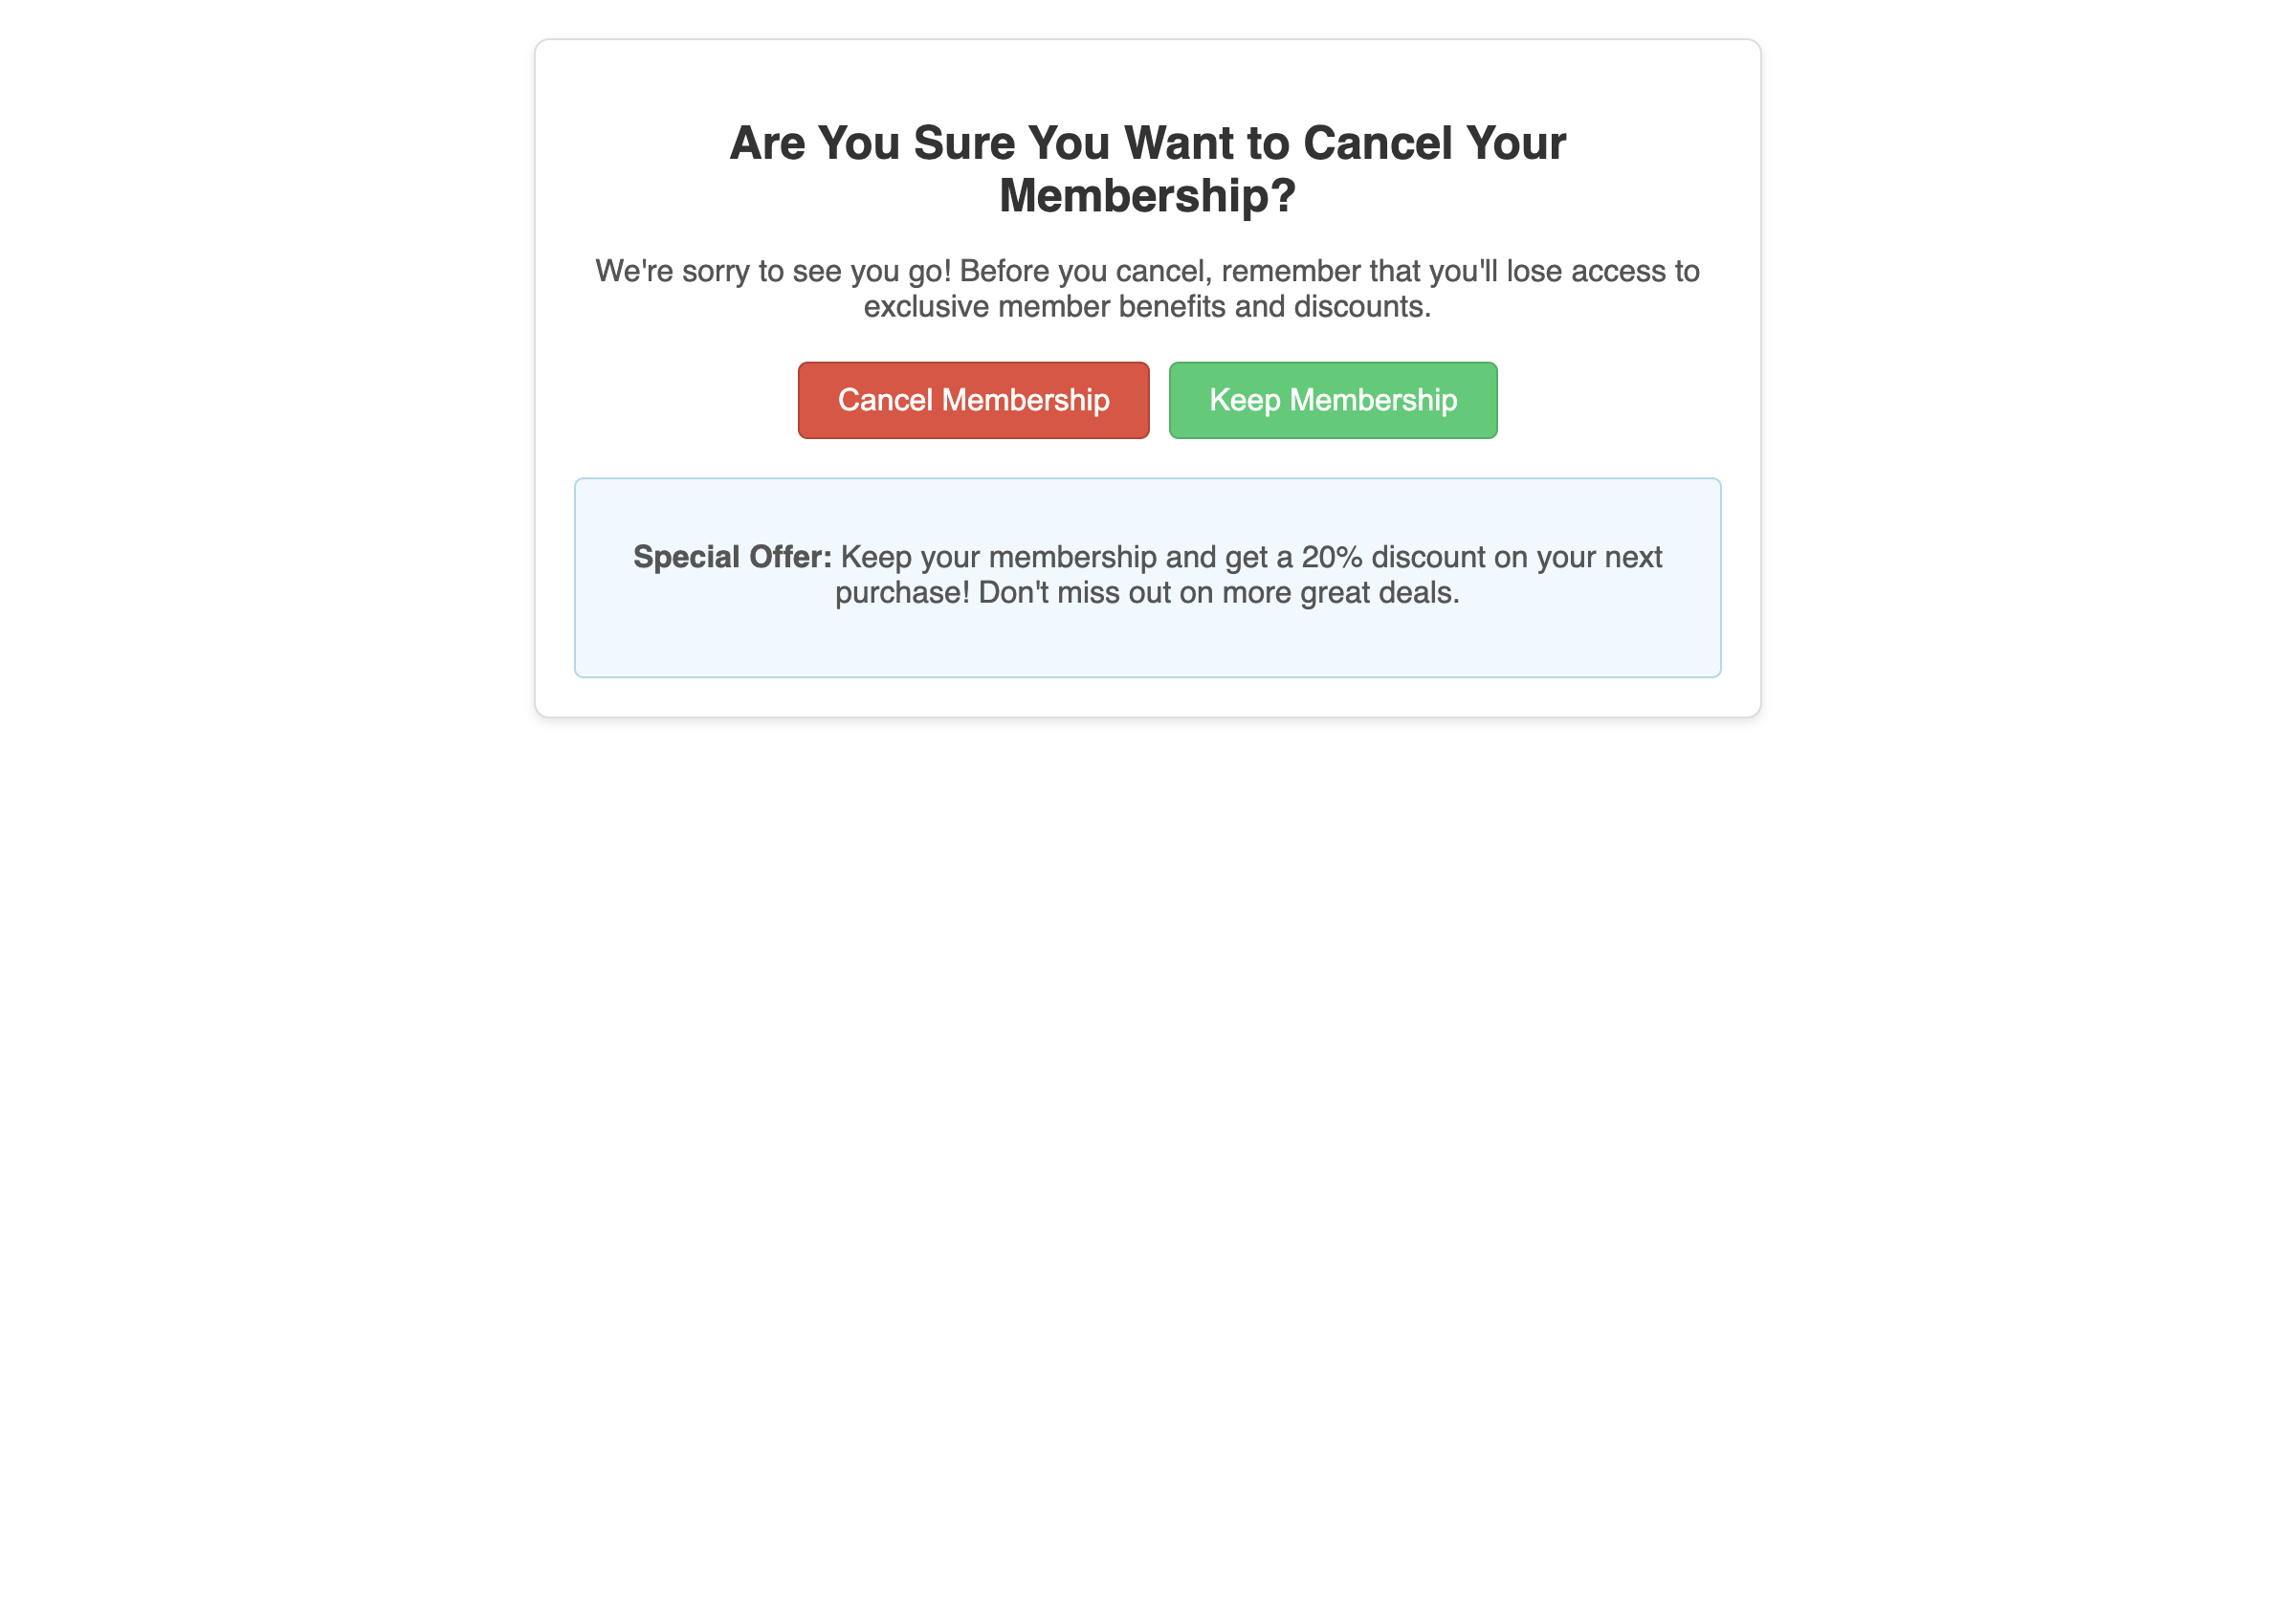 Are You Sure You Want to Cancel Your
Membership?
We're sorry to see you go! Before you cancel, remember that you'll lose access to
exclusive member benefits and discounts.
Cancel Membership
Keep Membership
Special Offer: Keep your membership and get a 20% discount on your next
purchase! Don't miss out on more great deals.